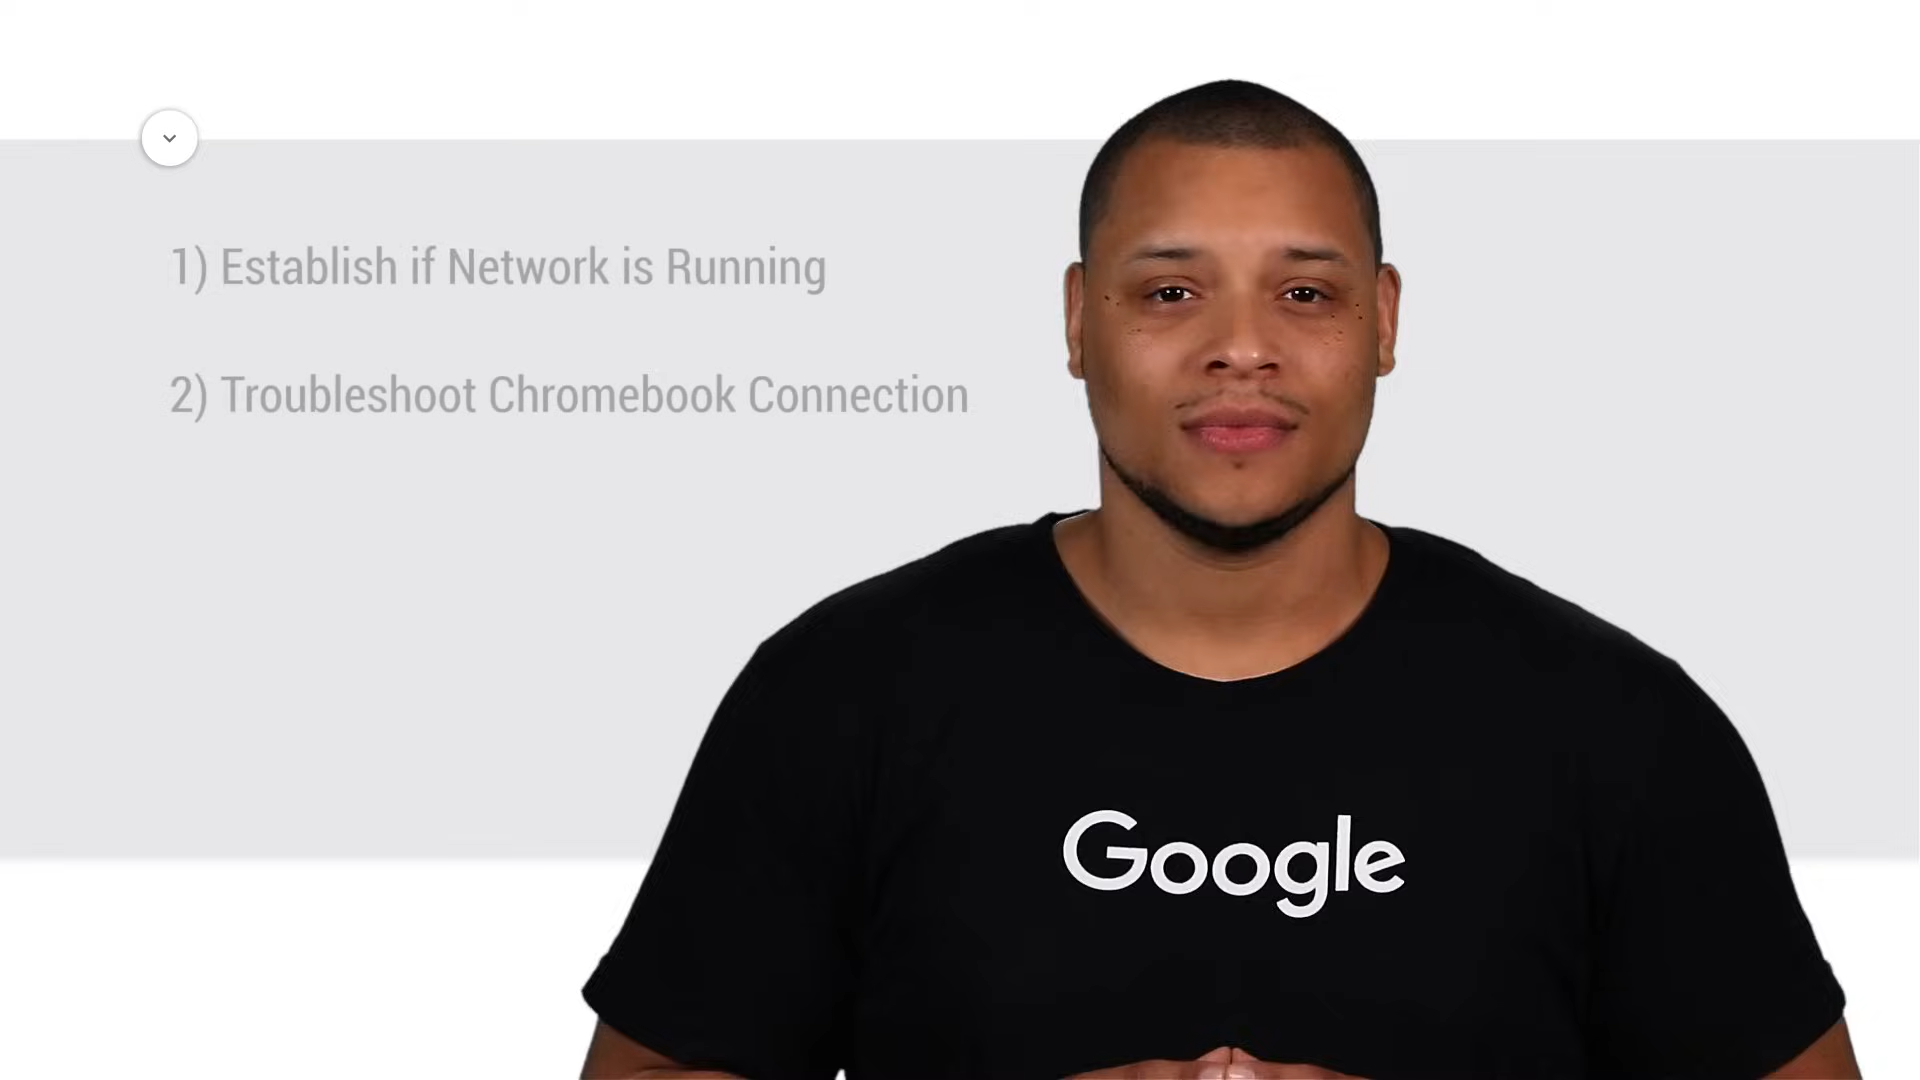 1) Establish if Network is Running
2) Troubleshoot Chromebook Connection
Google